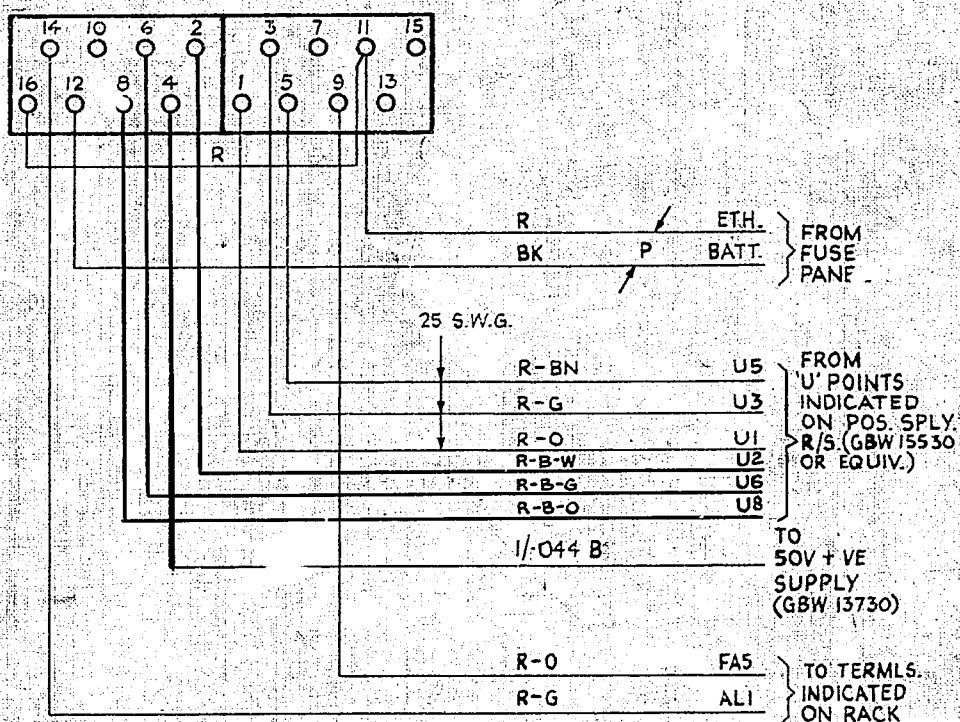 14 10 6 2 3 7 11 15
16 12 8 4 1 5 9 13
R
R ETH.
BK P BATT.
FROM
FUSE
PANE
25 S.W.G.
R-BN U5
R-G U3
R-O U1
R-B-W U2
R-B-G U6
R-B-O U8
FROM
'U' POINTS
INDICATED
ON POS. SPLY.
R/S.(GBW 15530
OR EQUIV.)
1/·044 B
TO
50V + VE
SUPPLY
(GBW 13730)
R-O FA5
R-G AL1
TO TERMLS.
INDICATED
ON RACK